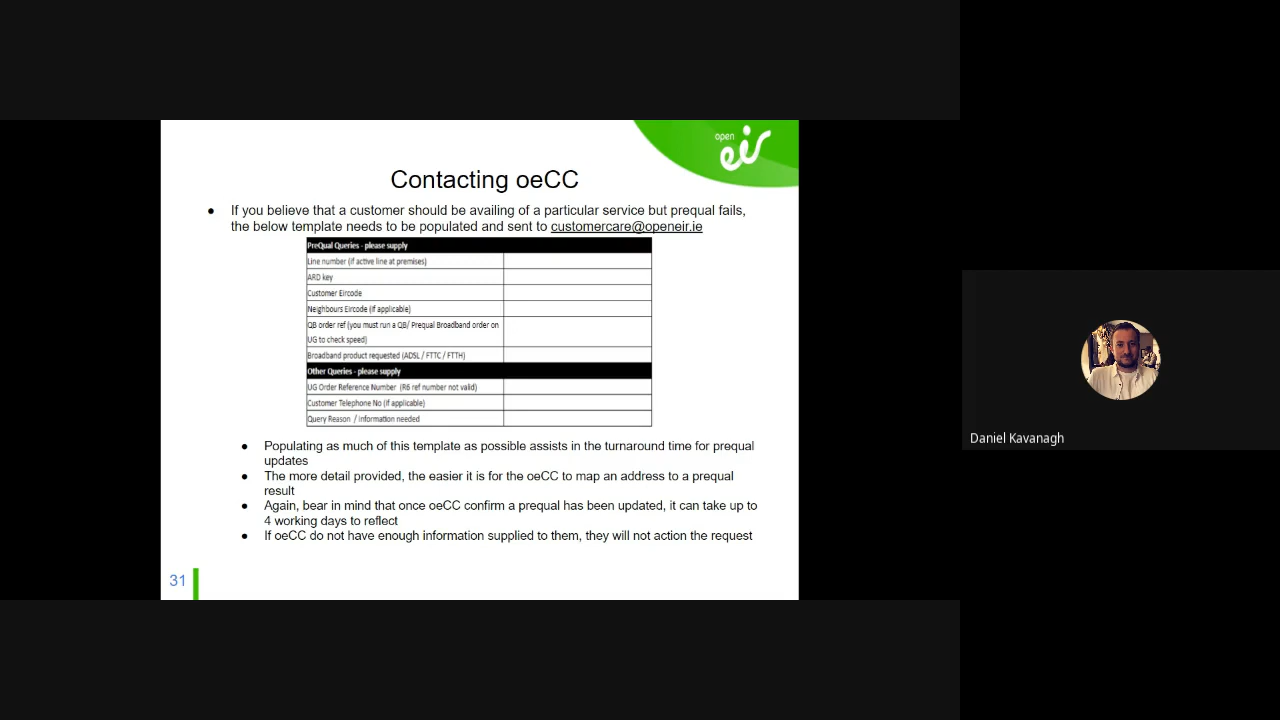 open
eir
Contacting oeCC
● If you believe that a customer should be availing of a particular service but prequal fails,
the below template needs to be populated and sent to customercare@openeir.ie
PreQual Queries - please supply
Line number (if active line at premises)
ARD key
Customer Eircode
Neighbours Eircode (if applicable)
QB order ref (you must run a QB/ Prequal Broadband order on
UG to check speed)
Broadband product requested (ADSL / FTTC / FTTH)
Other Queries - please supply
UG Order Reference Number (R6 ref number not valid)
Customer Telephone No (if applicable)
Query Reason / information needed
● Populating as much of this template as possible assists in the turnaround time for prequal
updates
● The more detail provided, the easier it is for the oeCC to map an address to a prequal
result
● Again, bear in mind that once oeCC confirm a prequal has been updated, it can take up to
4 working days to reflect
● If oeCC do not have enough information supplied to them, they will not action the request
31
Daniel Kavanagh